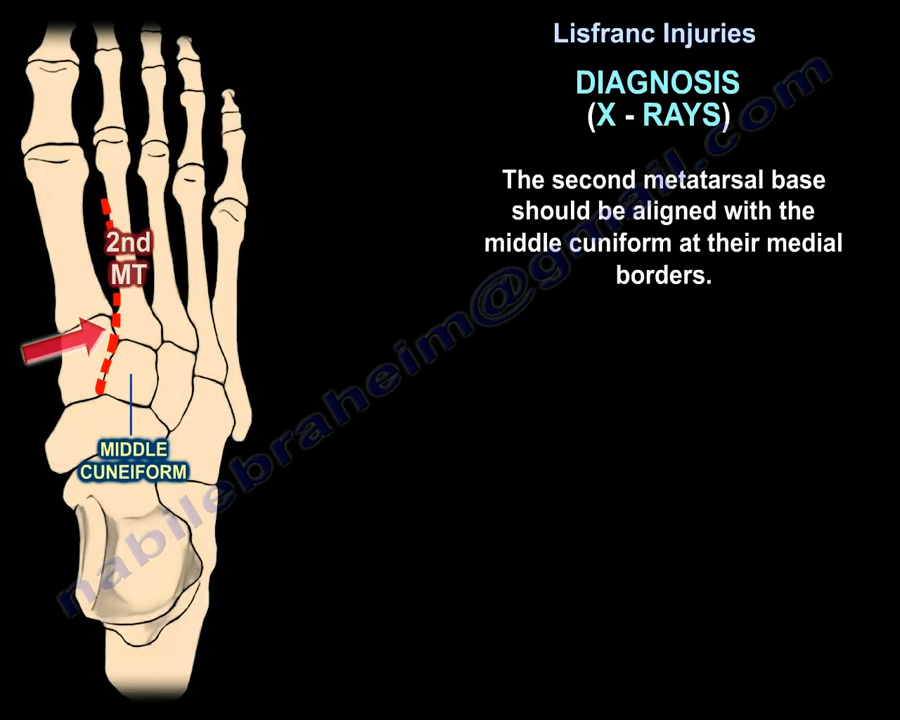 Lisfranc Injuries
DIAGNOSIS
(X - RAYS)
The second metatarsal base
should be aligned with the
middle cuniform at their medial
borders.
2nd
MT
MIDDLE
CUNEIFORM
nabilebraheim@gmail.com